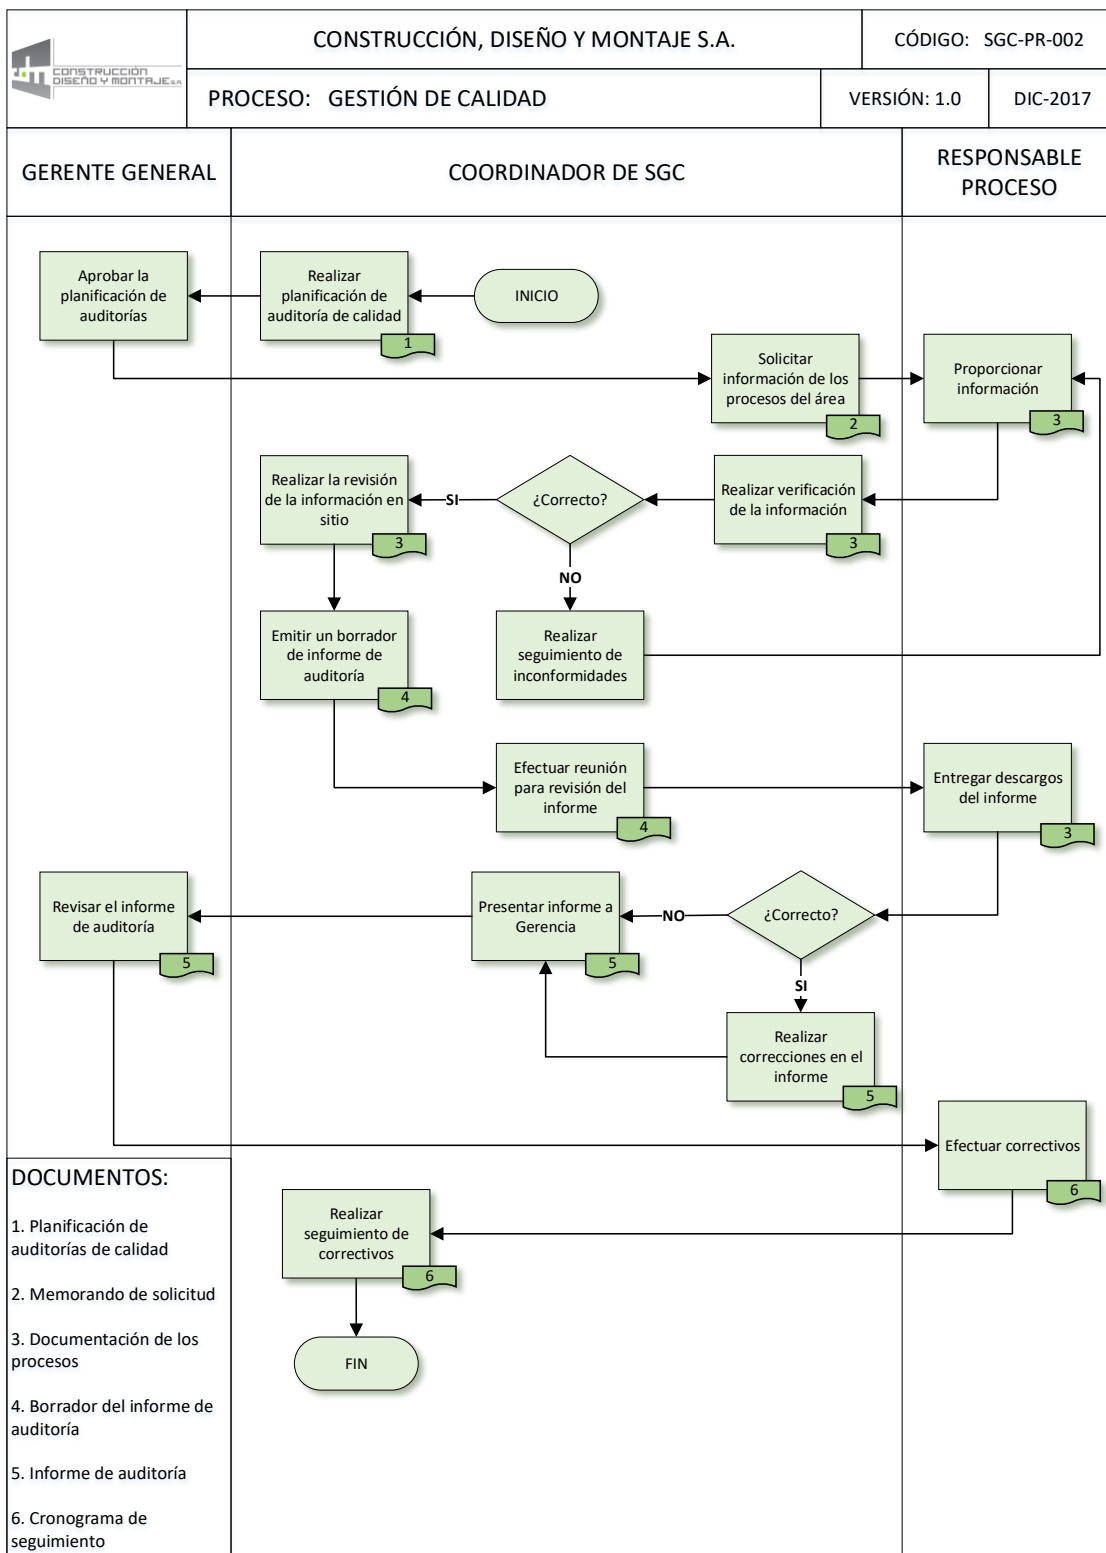 CONSTRUCCIÓN
DISEÑO Y MONTAJE S.A.
CONSTRUCCIÓN, DISEÑO Y MONTAJE S.A.
CÓDIGO: SGC-PR-002
PROCESO: GESTIÓN DE CALIDAD
VERSIÓN: 1.0
DIC-2017
GERENTE GENERAL
COORDINADOR DE SGC
RESPONSABLE
PROCESO
Aprobar la
planificación de
auditorías
Realizar
planificación de
auditoría de calidad
1
INICIO
Solicitar
información de los
procesos del área
2
Proporcionar
información
3
Realizar la revisión
de la información en
sitio
3
SI
¿Correcto?
Realizar verificación
de la información
3
NO
Emitir un borrador
de informe de
auditoría
4
Realizar
seguimiento de
inconformidades
Efectuar reunión
para revisión del
informe
4
Entregar descargos
del informe
3
Revisar el informe
de auditoría
5
Presentar informe a
Gerencia
5
NO
¿Correcto?
SI
Realizar
correcciones en el
informe
5
Efectuar correctivos
6
Realizar
seguimiento de
correctivos
6
FIN
DOCUMENTOS:
1. Planificación de
auditorías de calidad
2. Memorando de solicitud
3. Documentación de los
procesos
4. Borrador del informe de
auditoría
5. Informe de auditoría
6. Cronograma de
seguimiento